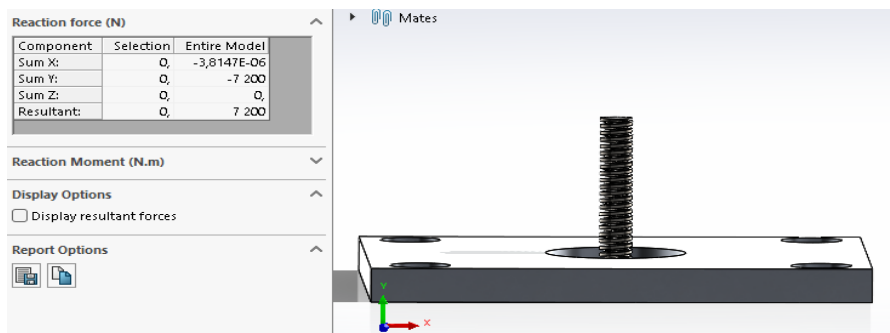 Reaction force (N)
Component Selection Entire Model
Sum X: 0, -3,8147E-06
Sum Y: 0, -7 200
Sum Z: 0, 0,
Resultant: 0, 7 200
Reaction Moment (N.m)
Display Options
Display resultant forces
Report Options
Mates
Y
X